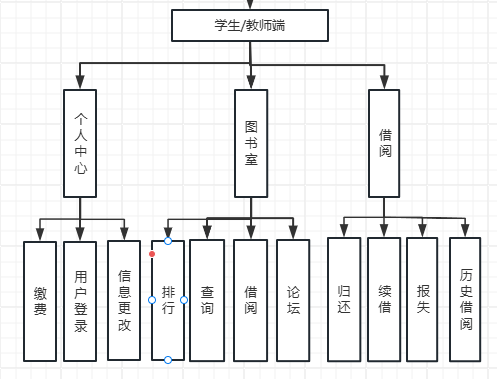 学生/教师端
个人中心
图书室
借阅
缴费
用户登录
信息更改
排行
查询
借阅
论坛
归还
续借
报失
历史借阅